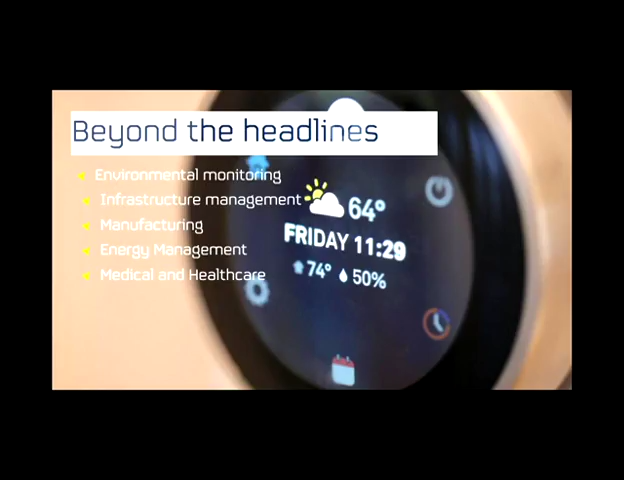 Beyond the headlines
Environmental monitoring
Infrastructure management
Manufacturing
Energy Management
Medical and Healthcare
64°
FRIDAY 11:29
74° 50%